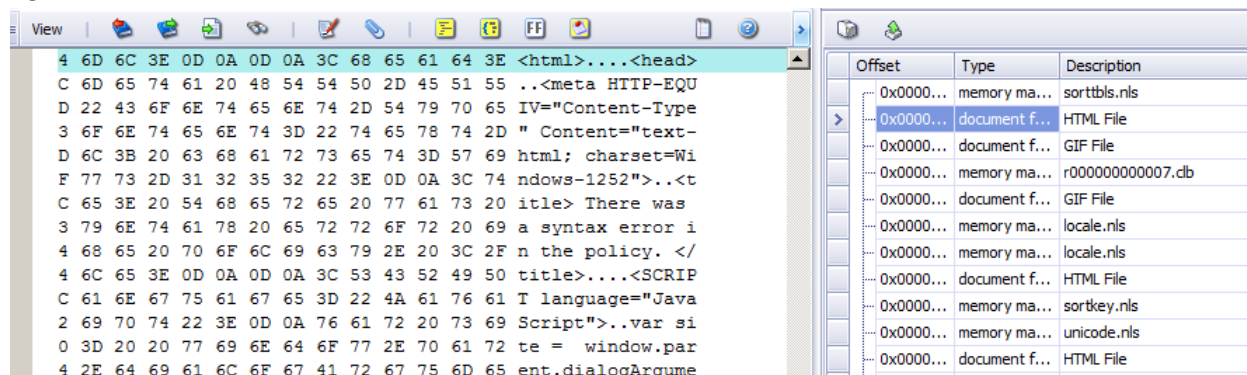 View
FF
4 6D 6C 3E 0D 0A 0D 0A 3C 68 65 61 64 3E <html>....<head>
C 6D 65 74 61 20 48 54 54 50 2D 45 51 55 ..<meta HTTP-EQU
D 22 43 6F 6E 74 65 6E 74 2D 54 79 70 65 IV="Content-Type
3 6F 6E 74 65 6E 74 3D 22 74 65 78 74 2D " Content="text-
D 6C 3B 20 63 68 61 72 73 65 74 3D 57 69 html; charset=Wi
F 77 73 2D 31 32 35 32 22 3E 0D 0A 3C 74 ndows-1252">..<t
C 65 3E 20 54 68 65 72 65 20 77 61 73 20 itle> There was
3 79 6E 74 61 78 20 65 72 72 6F 72 20 69 a syntax error i
4 68 65 20 70 6F 6C 69 63 79 2E 20 3C 2F n the policy. </
4 6C 65 3E 0D 0A 0D 0A 3C 53 43 52 49 50 title>....<SCRIP
C 61 6E 67 75 61 67 65 3D 22 4A 61 76 61 T language="Java
2 69 70 74 22 3E 0D 0A 76 61 72 20 73 69 Script">..var si
0 3D 20 20 77 69 6E 64 6F 77 2E 70 61 72 te =  window.par
4 2E 64 69 61 6C 6F 67 41 72 67 75 6D 65 ent.dialogArgume
Offset Type Description
0x0000... memory ma... sorttbls.nls
0x0000... document f... HTML File
0x0000... document f... GIF File
0x0000... memory ma... r000000000007.clb
0x0000... document f... GIF File
0x0000... memory ma... locale.nls
0x0000... memory ma... locale.nls
0x0000... document f... HTML File
0x0000... memory ma... sortkey.nls
0x0000... memory ma... unicode.nls
0x0000... document f... HTML File